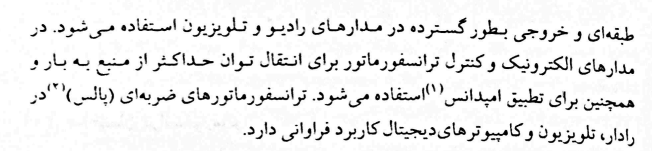 طبقه‌ای و خروجی بطور گسترده در مدارهای رادیو و تلویزیون استفاده می‌شود. در
مدارهای الکترونیک و کنترل ترانسفورماتور برای انتقال توان حداکثر از منبع به بار و
همچنین برای تطبیق امپدانس(۱) استفاده می‌شود. ترانسفورماتورهای ضربه‌ای (پالس)(۲) در
رادار، تلویزیون و کامپیوترهای دیجیتال کاربرد فراوانی دارد.